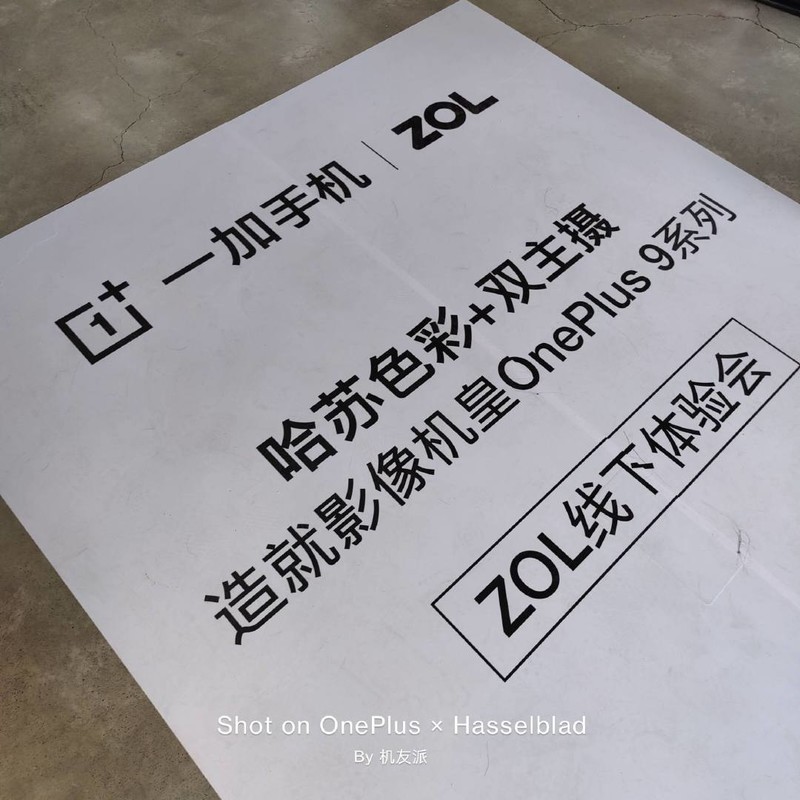 1+ 一加手机 | ZOL
哈苏色彩+双主摄
造就影像机皇OnePlus 9系列
ZOL线下体验会
Shot on OnePlus × Hasselblad
By 机友派